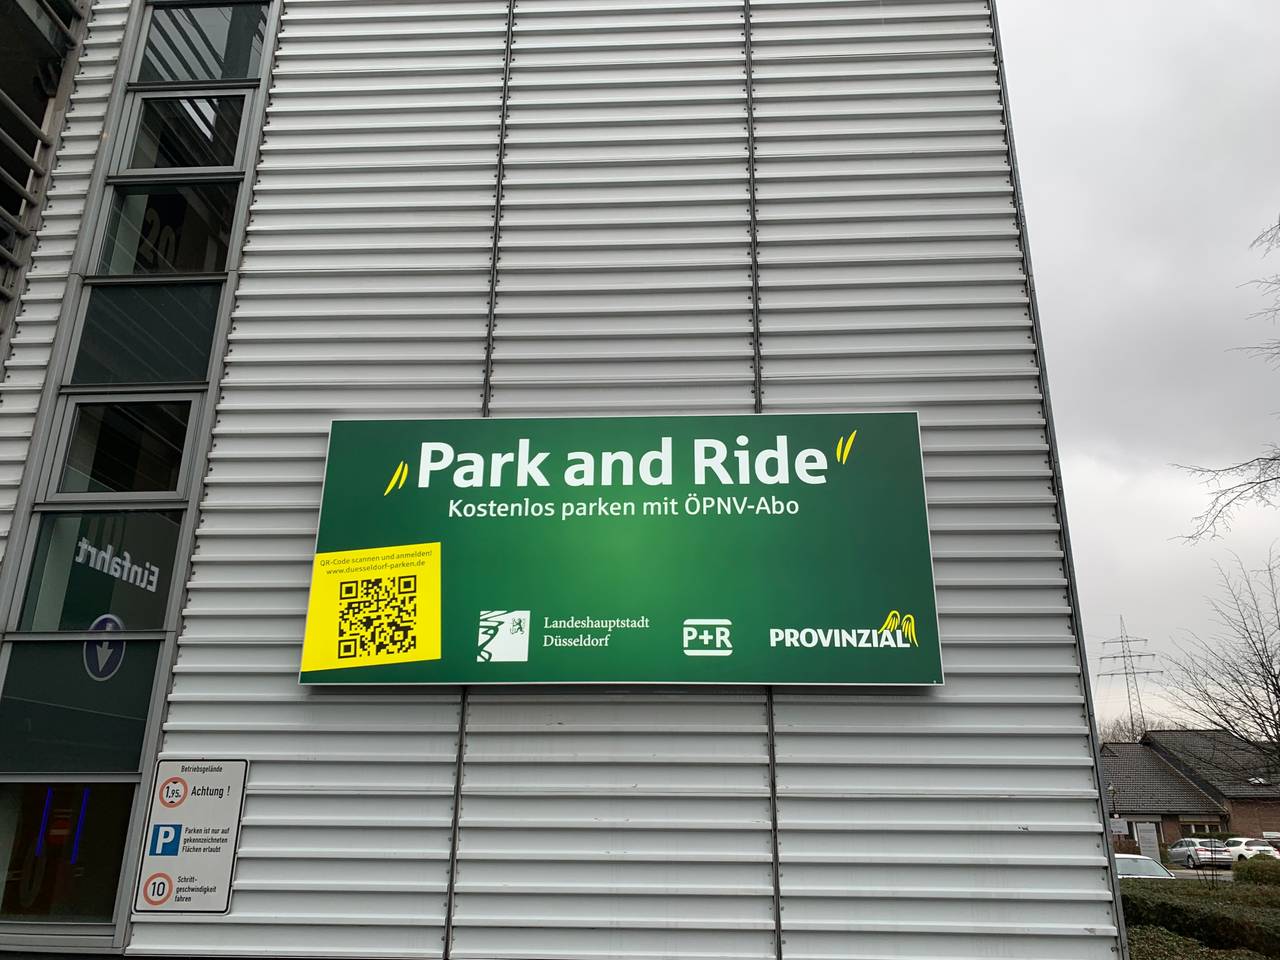 Park and Ride
Kostenlos parken mit ÖPNV-Abo
QR-Code scannen und anmelden!
www.duesseldorf-parken.de
Landeshauptstadt
Düsseldorf
P+R
PROVINZIAL
Einfahrt
Betriebsgelände
1,95m Achtung !
P
Parken ist nur auf
gekennzeichneten
Flächen erlaubt
10
Schritt-
geschwindigkeit
fahren